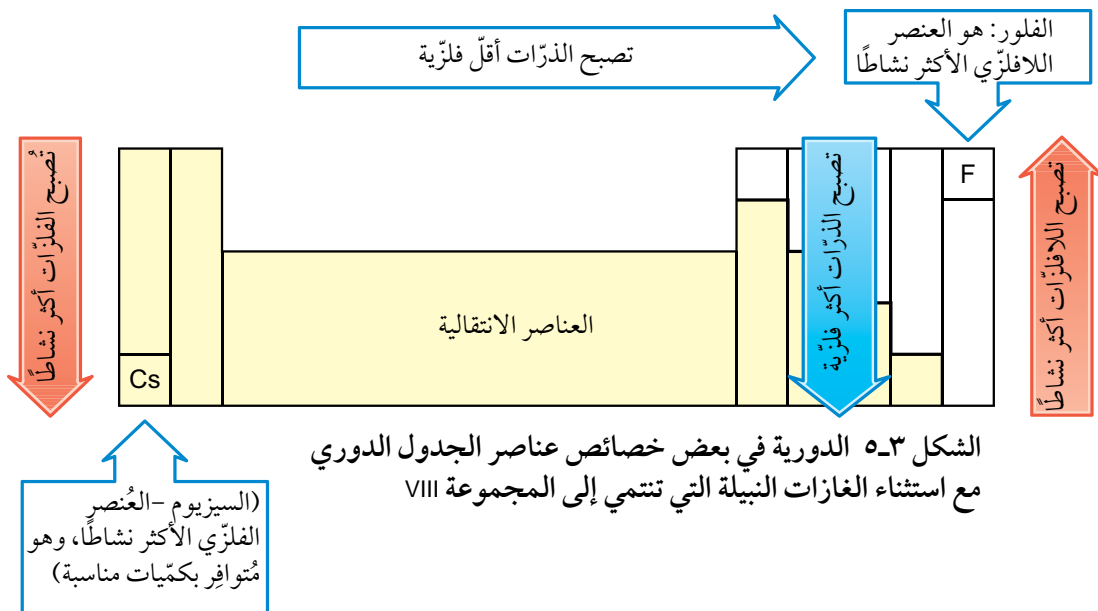 الفلور: هو العنصر
اللافلزّي الأكثر نشاطًا
تصبح الذرّات أقلّ فلزّية
تُصبح الفلزّات أكثر نشاطًا
تصبح الذرّات أكثر فلزّية
تصبح اللافلزّات أكثر نشاطًا
F
العناصر الانتقالية
Cs
الشكل ٣-٥ الدورية في بعض خصائص عناصر الجدول الدوري
مع استثناء الغازات النبيلة التي تنتمي إلى المجموعة VIII
(السيزيوم -العُنصر
الفلزّي الأكثر نشاطًا، وهو
مُتوافِر بكمّيات مناسبة)